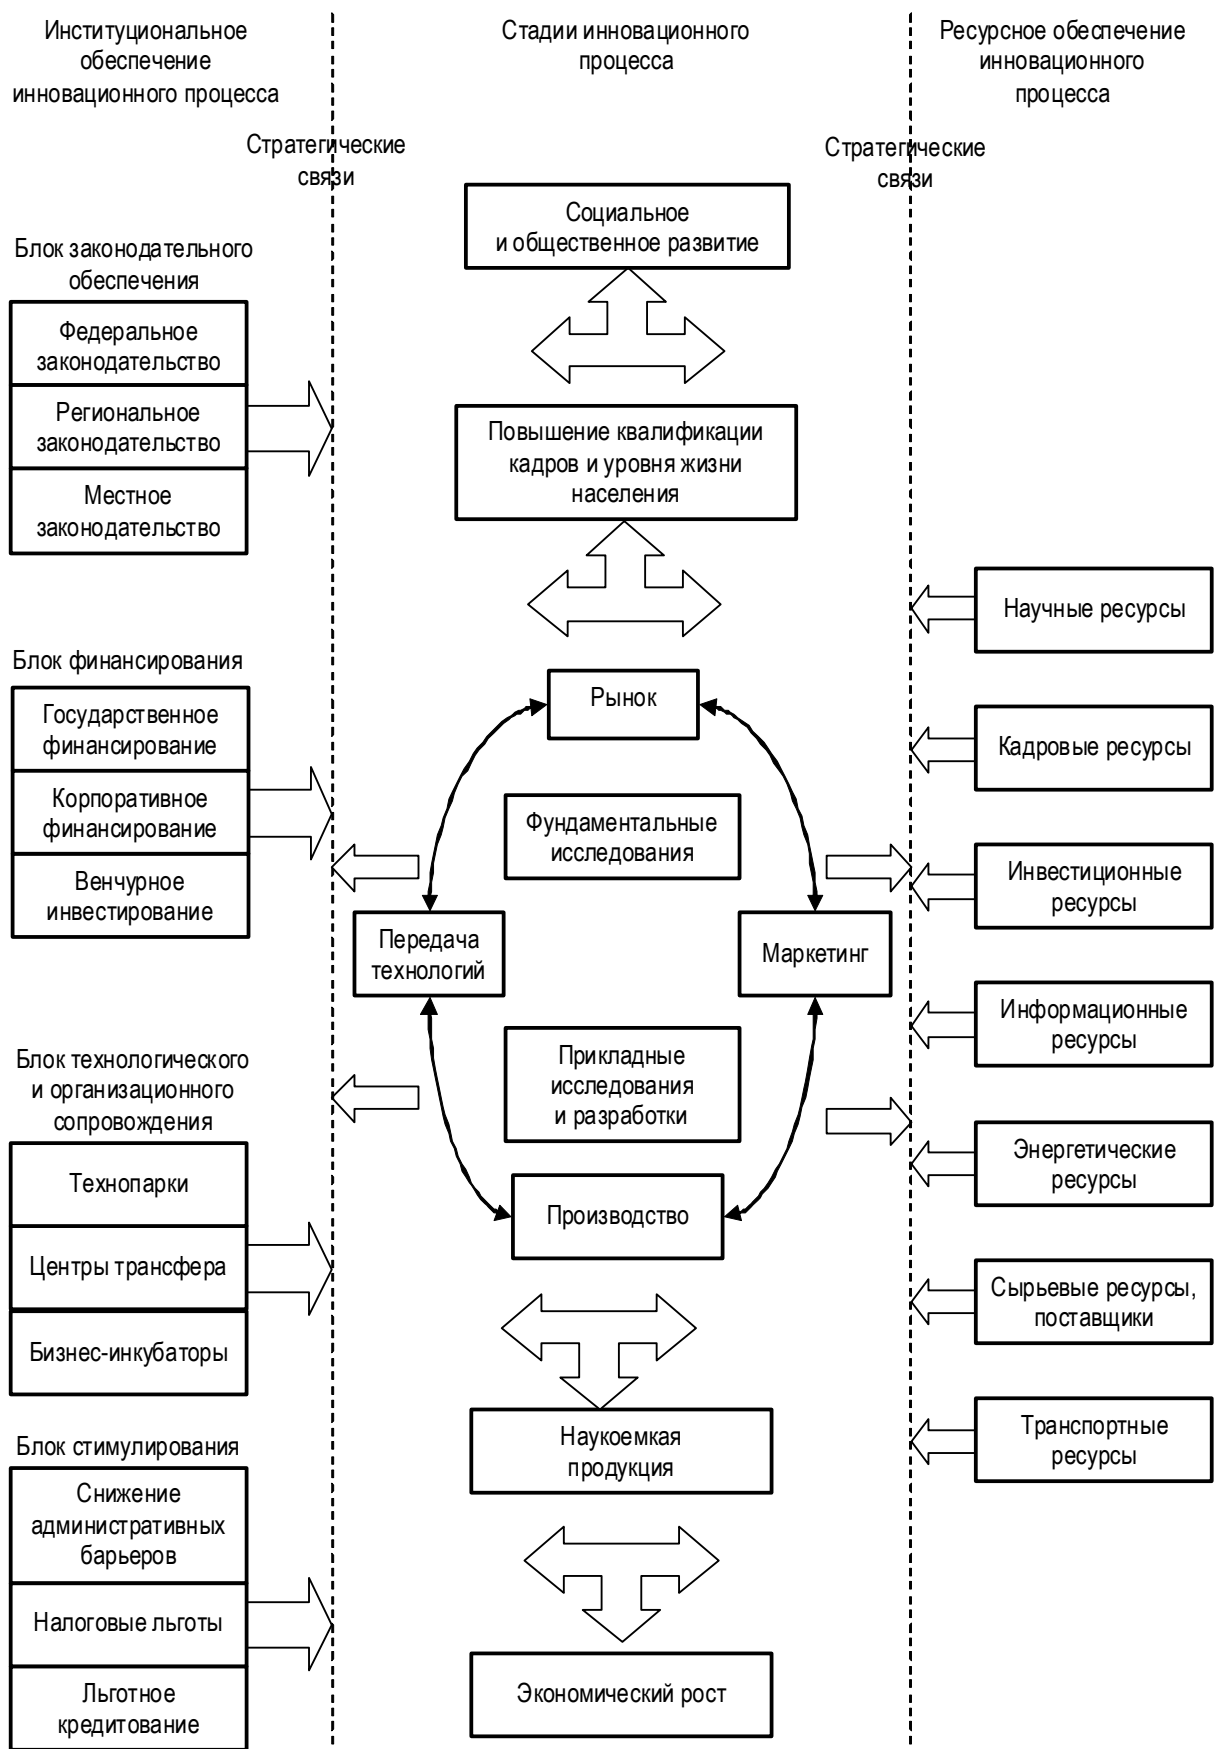 Институциональное
обеспечение
инновационного процесса
Стадии инновационного
процесса
Ресурсное обеспечение
инновационного
процесса
Стратегические
связи
Стратегические
связи
Блок законодательного
обеспечения
Федеральное
законодательство
Региональное
законодательство
Местное
законодательство
Блок финансирования
Государственное
финансирование
Корпоративное
финансирование
Венчурное
инвестирование
Блок технологического
и организационного
сопровождения
Технопарки
Центры трансфера
Бизнес-инкубаторы
Блок стимулирования
Снижение
административных
барьеров
Налоговые льготы
Льготное
кредитование
Социальное
и общественное развитие
Повышение квалификации
кадров и уровня жизни
населения
Рынок
Фундаментальные
исследования
Передача
технологий
Маркетинг
Прикладные
исследования
и разработки
Производство
Наукоемкая
продукция
Экономический рост
Научные ресурсы
Кадровые ресурсы
Инвестиционные
ресурсы
Информационные
ресурсы
Энергетические
ресурсы
Сырьевые ресурсы,
поставщики
Транспортные
ресурсы